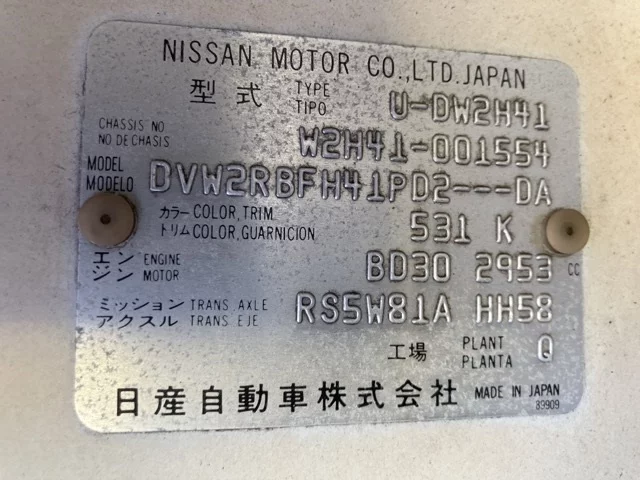 NISSAN MOTOR CO.,LTD.JAPAN
型式 TYPE TIPO U-DW2H41
CHASSIS NO NO DE CHASIS W2H41-001554
MODEL MODELO DVW2RBFH41PD2---DA
カラー COLOR,TRIM トリム COLOR,GUARNICION 531 K
エンジン ENGINE MOTOR BD30 2953 CC
ミッション TRANS. AXLE アクスル TRANS. EJE RS5W81A HH58
工場 PLANT PLANTA Q
日産自動車株式会社 MADE IN JAPAN
89909